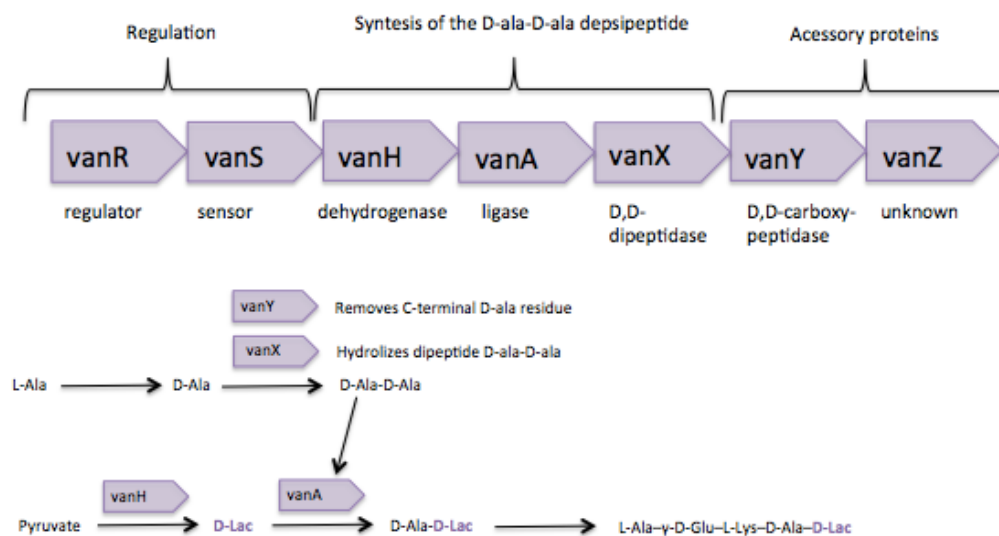 Regulation
Syntesis of the D-ala-D-ala depsipeptide
Acessory proteins
vanR
vanS
vanH
vanA
vanX
vanY
vanZ
regulator
sensor
dehydrogenase
ligase
D,D-
dipeptidase
D,D-carboxy-
peptidase
unknown
vanY
Removes C-terminal D-ala residue
vanX
Hydrolizes dipeptide D-ala-D-ala
L-Ala
D-Ala
D-Ala-D-Ala
vanH
vanA
Pyruvate
D-Lac
D-Ala-D-Lac
L-Ala–y-D-Glu–L-Lys–D-Ala–D-Lac